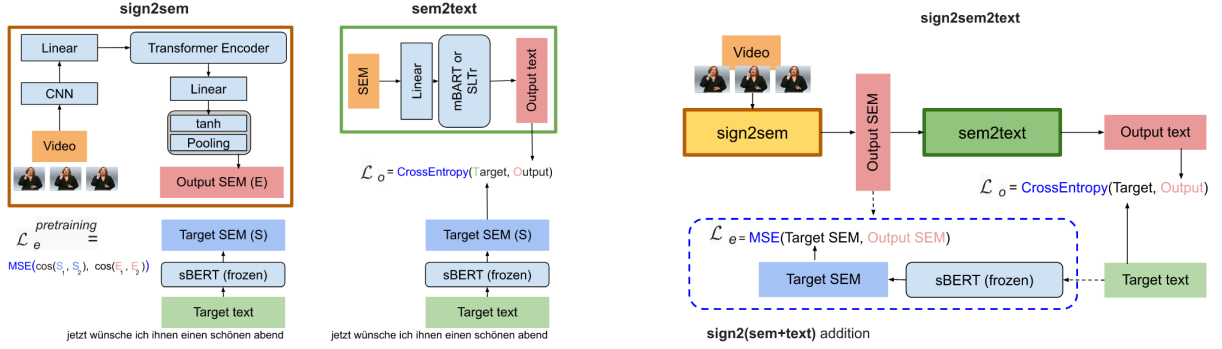 sign2sem
Linear
Transformer Encoder
CNN
Linear
tanh
Pooling
Video
Output SEM (E)
ℒ e pretraining =
MSE(cos(S1, S2), cos(E1, E2))
Target SEM (S)
sBERT (frozen)
Target text
jetzt wünsche ich ihnen einen schönen abend
sem2text
SEM
Linear
mBART or
SLTr
Output text
ℒ o = CrossEntropy(Target, Output)
Target SEM (S)
sBERT (frozen)
Target text
jetzt wünsche ich ihnen einen schönen abend
sign2sem2text
Video
sign2sem
Output SEM
sem2text
Output text
ℒ o = CrossEntropy(Target, Output)
ℒ e = MSE(Target SEM, Output SEM)
Target SEM
sBERT (frozen)
Target text
sign2(sem+text) addition